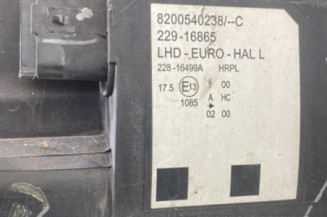 8200540238/--C
229-16865
LHD - EURO - HAL L
228-16499A HRPL
17.5 E13 00
A HC
1085
02 00